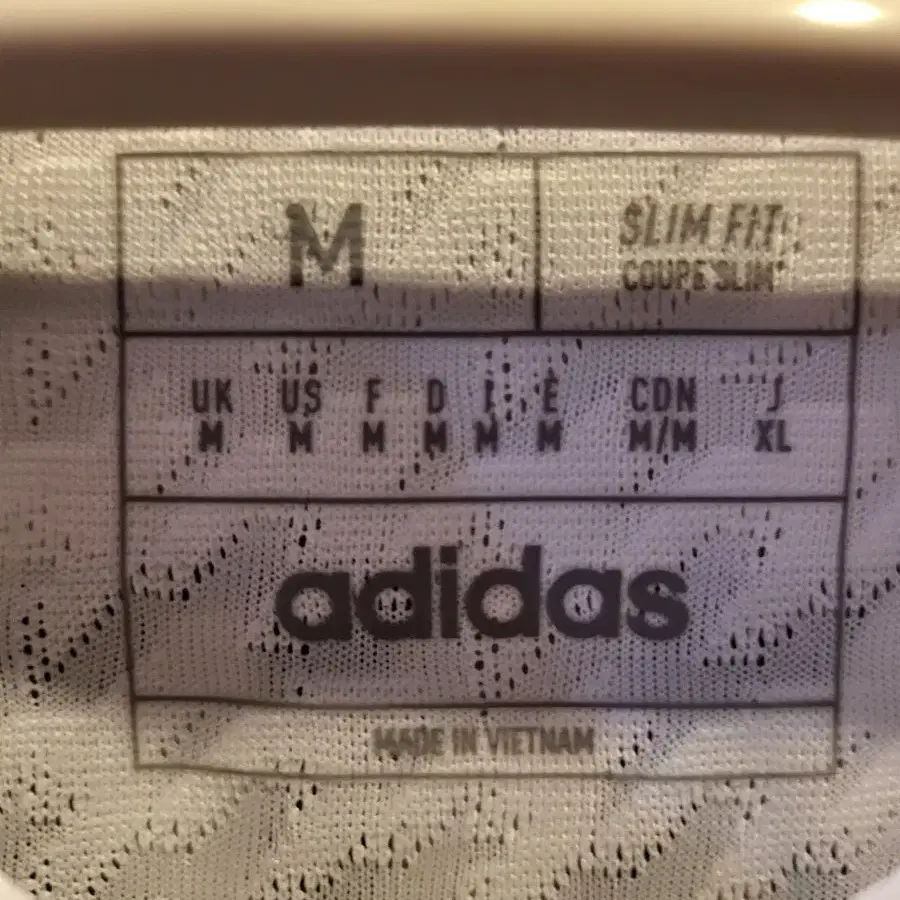 M
SLIM FIT
COUPE SLIM
UK US F D I E CDN J
M M M M M M M/M XL
adidas
MADE IN VIETNAM